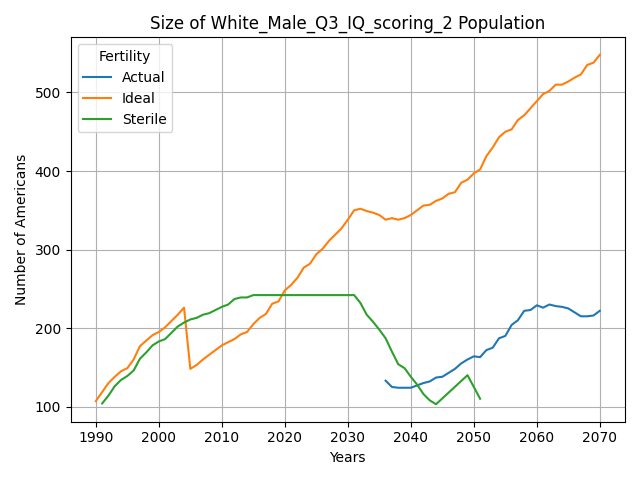 Size of White_Male_Q3_IQ_scoring_2 Population
Fertility
Actual
Ideal
Sterile
Number of Americans
500
400
300
200
100
1990 2000 2010 2020 2030 2040 2050 2060 2070
Years